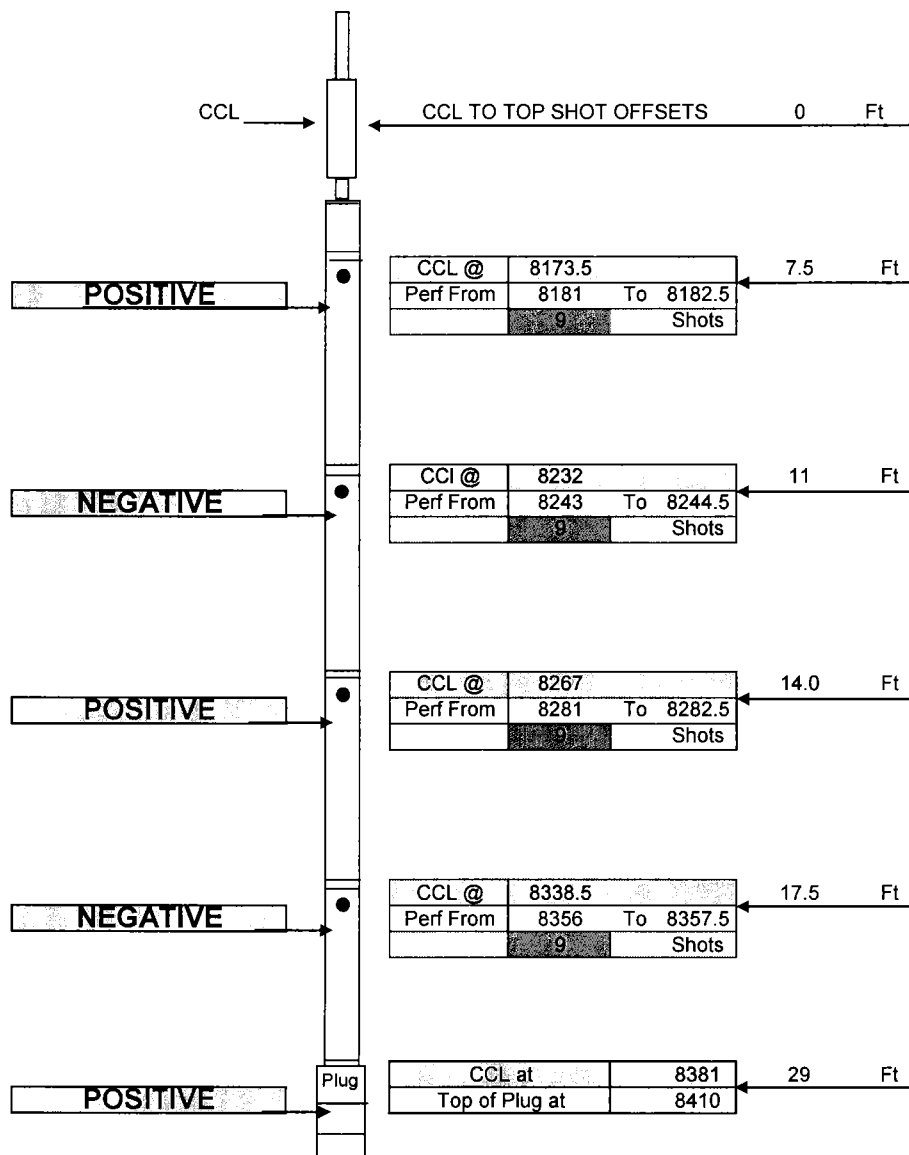 CCL CCL TO TOP SHOT OFFSETS 0 Ft
CCL @ 8173.5 7.5 Ft
POSITIVE Perf From 8181 To 8182.5
9 Shots
CCl @ 8232 11 Ft
NEGATIVE Perf From 8243 To 8244.5
9 Shots
CCL @ 8267 14.0 Ft
POSITIVE Perf From 8281 To 8282.5
9 Shots
CCL @ 8338.5 17.5 Ft
NEGATIVE Perf From 8356 To 8357.5
9 Shots
Plug CCL at 8381 29 Ft
POSITIVE Top of Plug at 8410